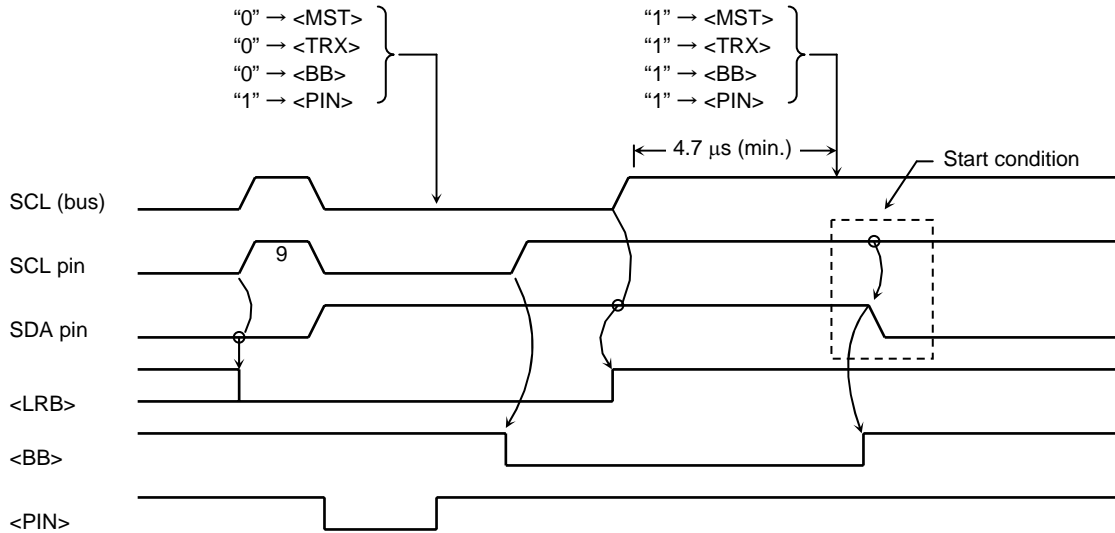 “0” → <MST>
“0” → <TRX>
“0” → <BB>
“1” → <PIN>
“1” → <MST>
“1” → <TRX>
“1” → <BB>
“1” → <PIN>
4.7 μs (min.)
Start condition
SCL (bus)
SCL pin
9
SDA pin
<LRB>
<BB>
<PIN>